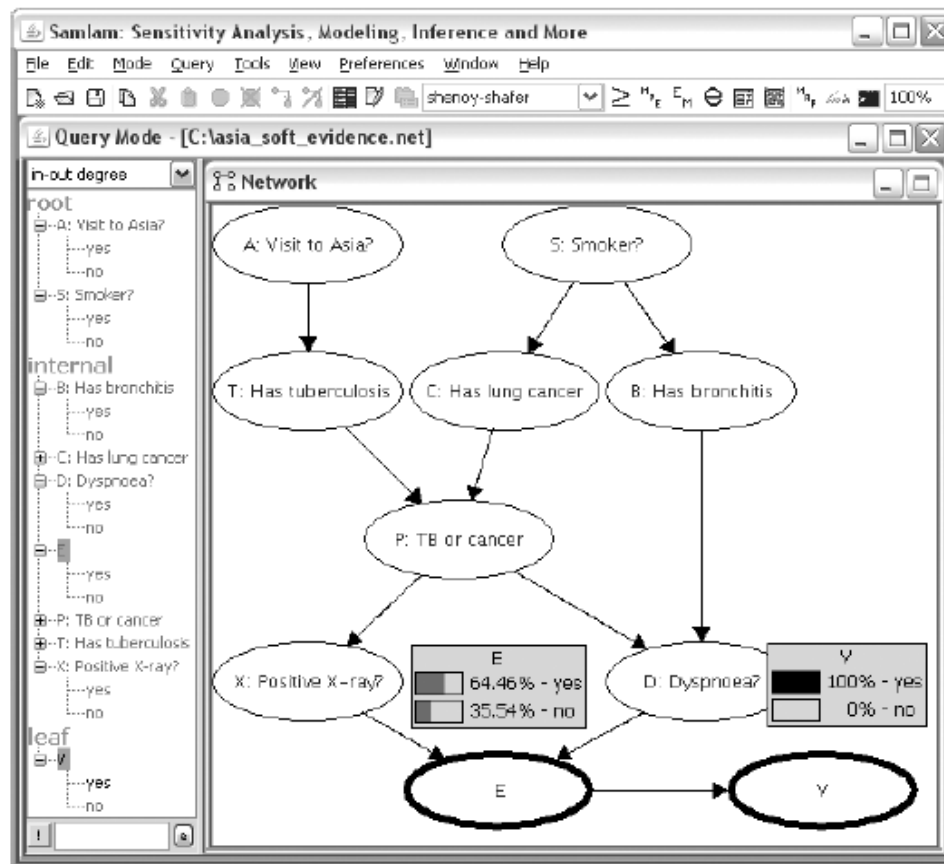 Samlam: Sensitivity Analysis, Modeling, Inference and More
File Edit Mode Query Tools View Preferences Window Help
shenoy-shafer
100%
Query Mode - [C:\asia_soft_evidence.net]
in-out degree
Network
root
A: Visit to Asia?
yes
no
S: Smoker?
yes
no
internal
B: Has bronchitis
yes
no
C: Has lung cancer
D: Dyspnoea?
yes
no
E
yes
no
P: TB or cancer
T: Has tuberculosis
X: Positive X-ray?
yes
no
leaf
V
yes
no
A: Visit to Asia?
S: Smoker?
T: Has tuberculosis
C: Has lung cancer
B: Has bronchitis
P: TB or cancer
X: Positive X-ray?
E
64.46% - yes
35.54% - no
D: Dyspnoea?
V
100% - yes
0% - no
E
V